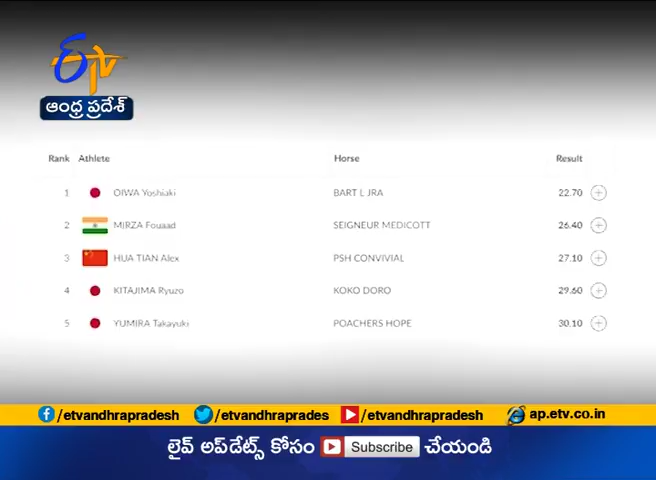 ETV
ఆంధ్ర ప్రదేశ్
Rank Athlete Horse Result
1 OIWA Yoshiaki BART L JRA 22.70
2 MIRZA Fouaad SEIGNEUR MEDICOTT 26.40
3 HUA TIAN Alex PSH CONVIVIAL 27.10
4 KITAJIMA Ryuzo KOKO DORO 29.60
5 YUMIRA Takayuki POACHERS HOPE 30.10
/etvandhrapradesh /etvandhraprades /etvandhrapradesh ap.etv.co.in
లైవ్ అప్‌డేట్స్ కోసం Subscribe చేయండి